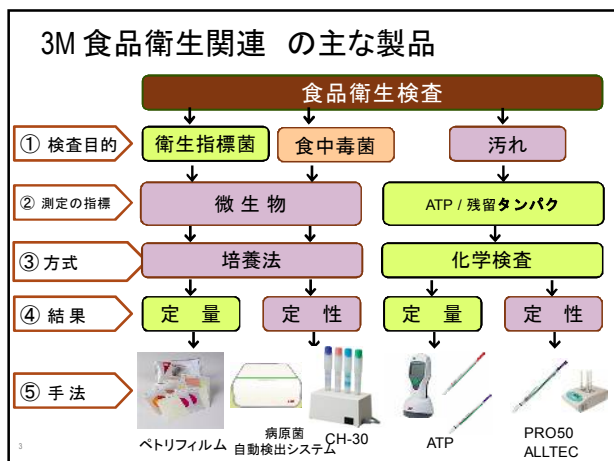 3M 食品衛生関連 の主な製品
食品衛生検査
① 検査目的
衛生指標菌
食中毒菌
汚れ
② 測定の指標
微 生 物
ATP / 残留タンパク
③ 方式
培養法
化学検査
④ 結果
定 量
定 性
定 量
定 性
⑤ 手 法
ペトリフィルム
病原菌
自動検出システム
CH-30
ATP
PRO50
ALLTEC
3